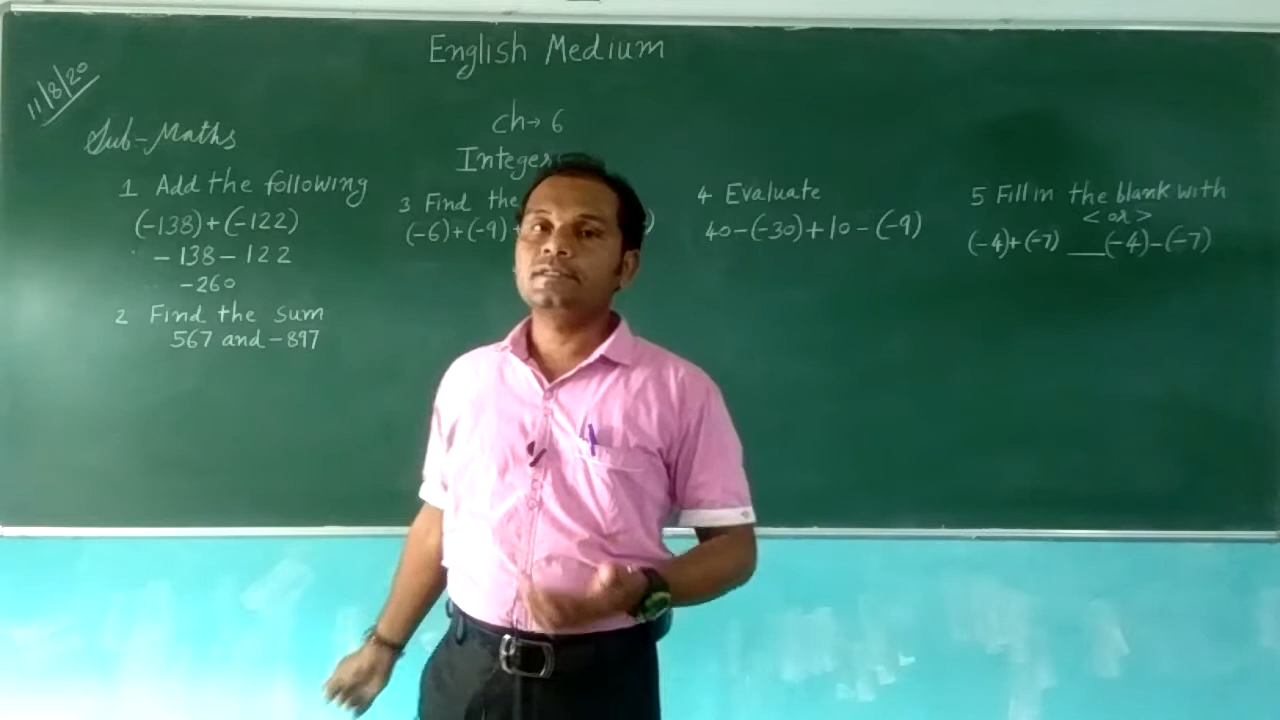 English Medium
11/8/20
Sub-Maths
ch→ 6
Integer
1 Add the following
(-138)+(-122)
-138-122
-260
2 Find the sum
567 and -897
3 Find the
(-6)+(-9)+
4 Evaluate
40-(-30)+10-(-9)
5 Fill in the blank with
< or >
(-4)+(-7) __(-4)-(-7)